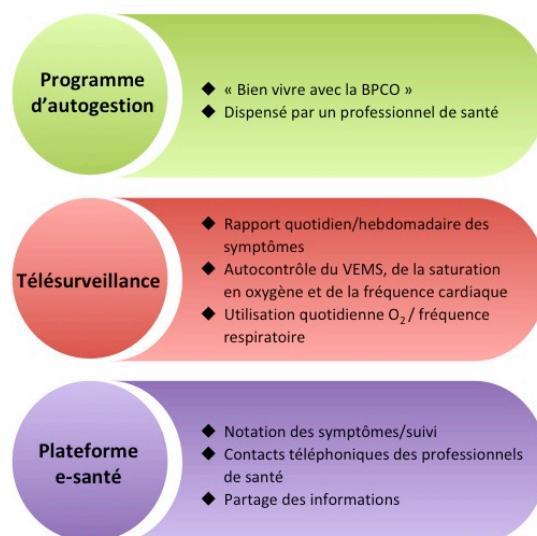 Programme
d’autogestion
◆ « Bien vivre avec la BPCO »
◆ Dispensé par un professionnel de santé
Télésurveillance
◆ Rapport quotidien/hebdomadaire des
symptômes
◆ Autocontrôle du VEMS, de la saturation
en oxygène et de la fréquence cardiaque
◆ Utilisation quotidienne O₂ / fréquence
respiratoire
Plateforme
e-santé
◆ Notation des symptômes/suivi
◆ Contacts téléphoniques des professionnels
de santé
◆ Partage des informations